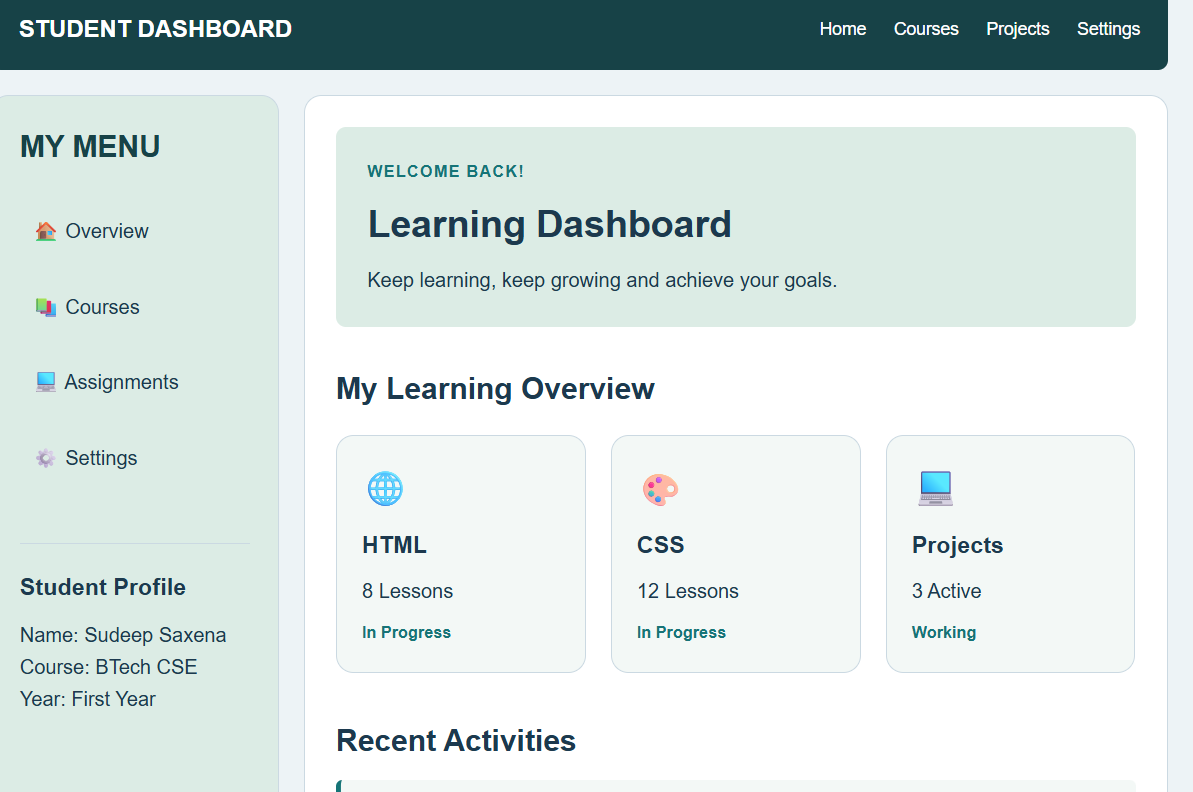 STUDENT DASHBOARD
Home Courses Projects Settings
MY MENU
Overview
Courses
Assignments
Settings
Student Profile
Name: Sudeep Saxena
Course: BTech CSE
Year: First Year
WELCOME BACK!
Learning Dashboard
Keep learning, keep growing and achieve your goals.
My Learning Overview
HTML
8 Lessons
In Progress
CSS
12 Lessons
In Progress
Projects
3 Active
Working
Recent Activities